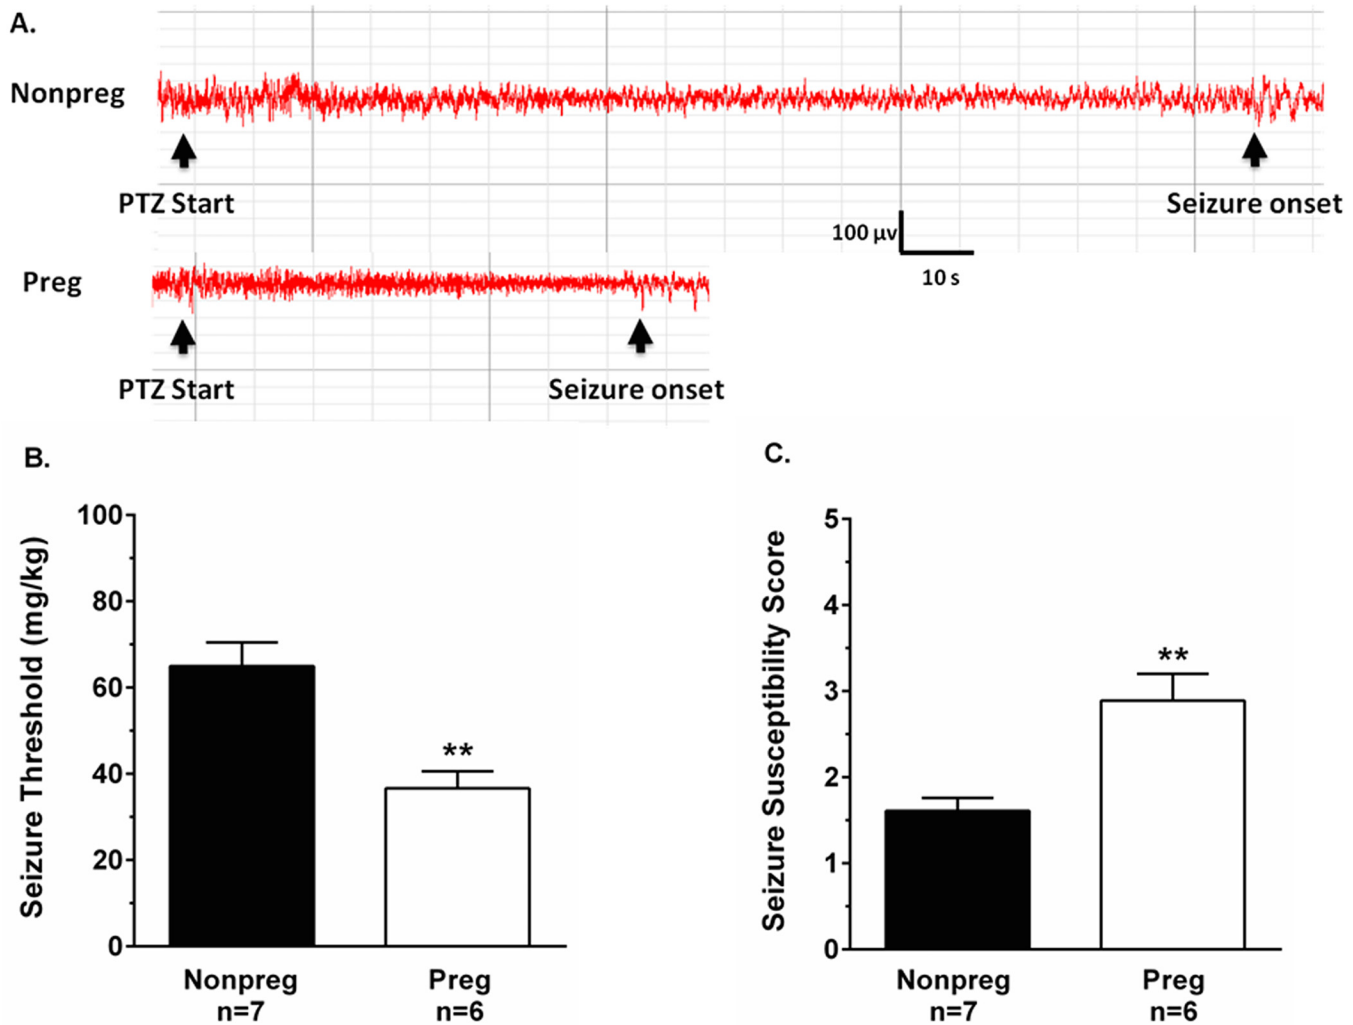 A.
Nonpreg
PTZ Start
Seizure onset
100 μv
10 s
Preg
PTZ Start
Seizure onset
B.
Seizure Threshold (mg/kg)
100
80
60
40
20
0
**
Nonpreg
n=7
Preg
n=6
C.
Seizure Susceptibility Score
5
4
3
2
1
0
**
Nonpreg
n=7
Preg
n=6